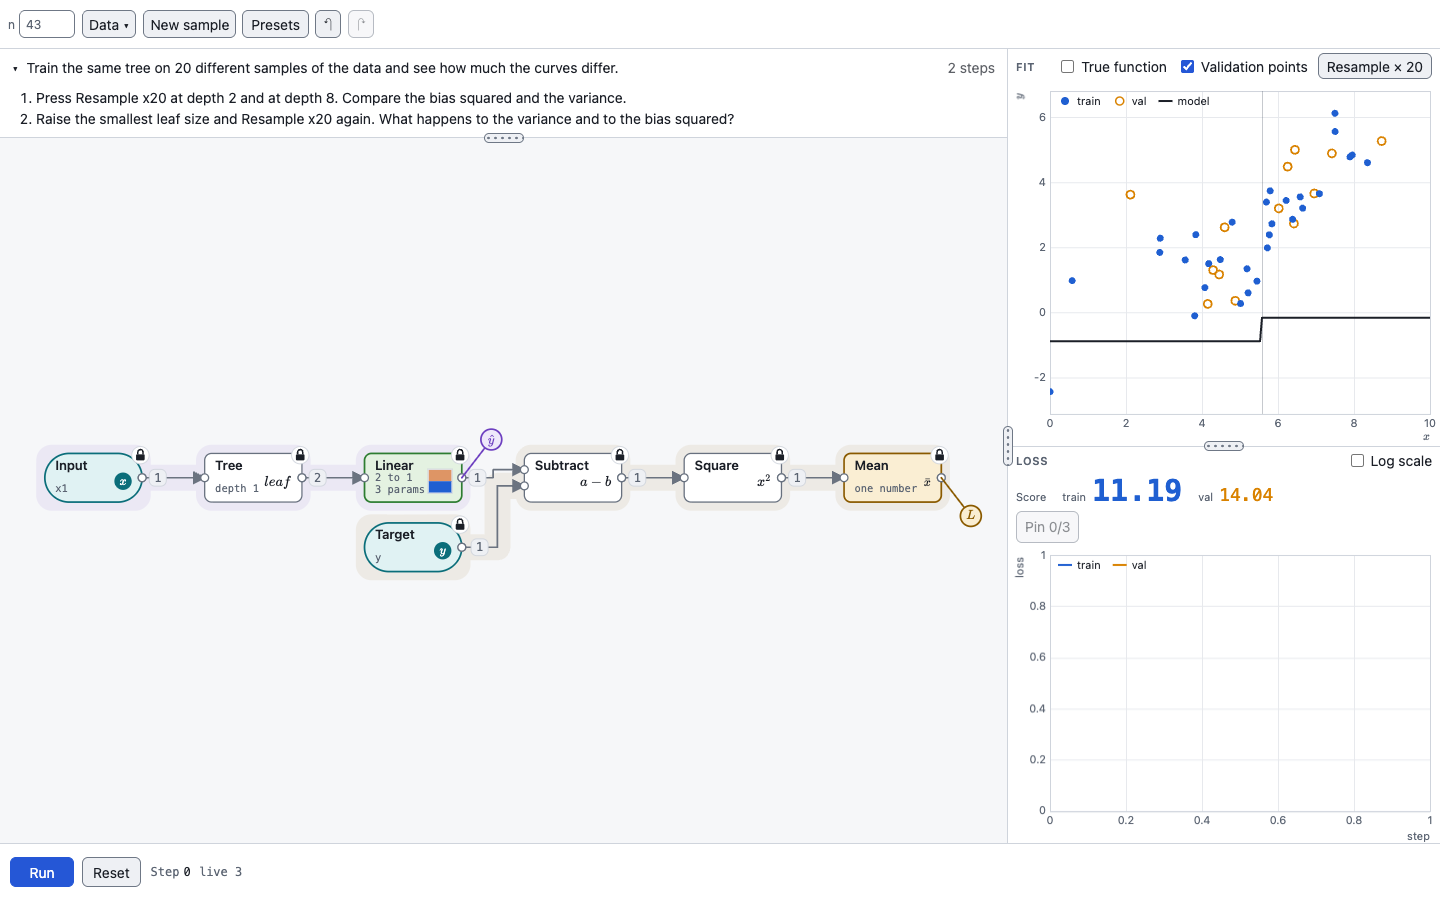 n 43 Data ▾ New sample Presets
▾ Train the same tree on 20 different samples of the data and see how much the curves differ. 2 steps
1. Press Resample x20 at depth 2 and at depth 8. Compare the bias squared and the variance.
2. Raise the smallest leaf size and Resample x20 again. What happens to the variance and to the bias squared?
FIT True function Validation points Resample × 20
y
train val model
6
4
2
0
-2
0 2 4 6 8 10
x
Input
x1
x
1
Tree
depth 1 leaf
2
Linear
2 to 1
3 params
ŷ
1
Subtract
a − b
1
Square
x²
1
Mean
one number x̄
L
Target
y
y
1
LOSS Log scale
Score train 11.19 val 14.04
Pin 0/3
loss
train val
1
0.8
0.6
0.4
0.2
0
0 0.2 0.4 0.6 0.8 1
step
Run Reset Step 0 live 3